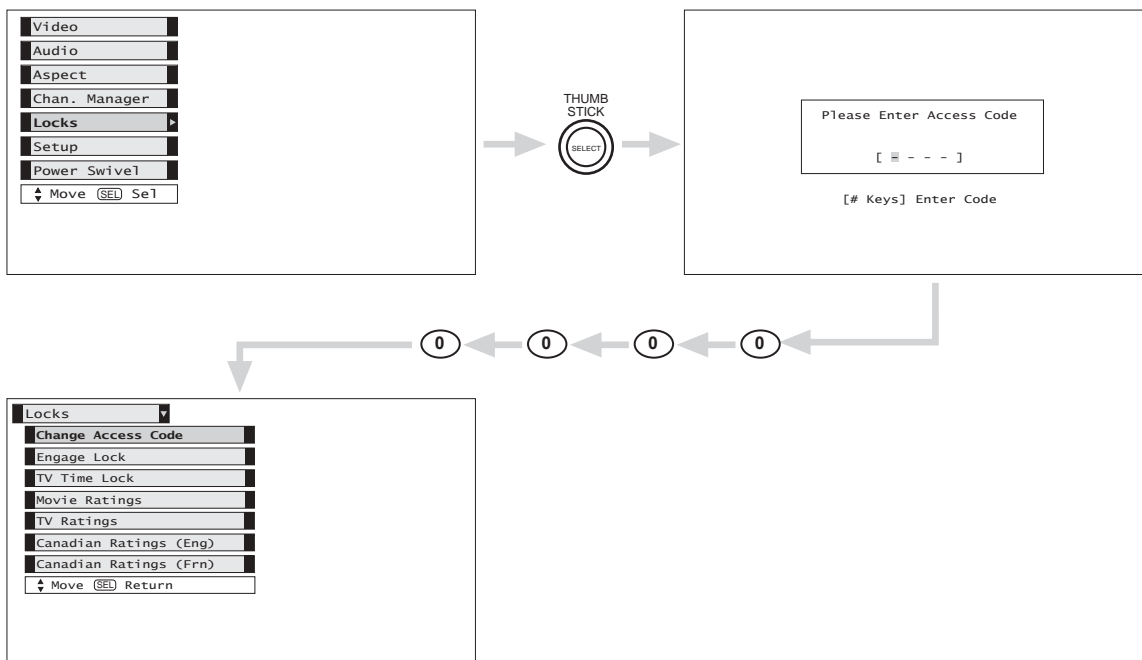 Video
Audio
Aspect
Chan. Manager
Locks
Setup
Power Swivel
Move SEL Sel
THUMB
STICK
SELECT
Please Enter Access Code
[ - - - - ]
[# Keys] Enter Code
0 0 0 0
Locks
Change Access Code
Engage Lock
TV Time Lock
Movie Ratings
TV Ratings
Canadian Ratings (Eng)
Canadian Ratings (Frn)
Move SEL Return